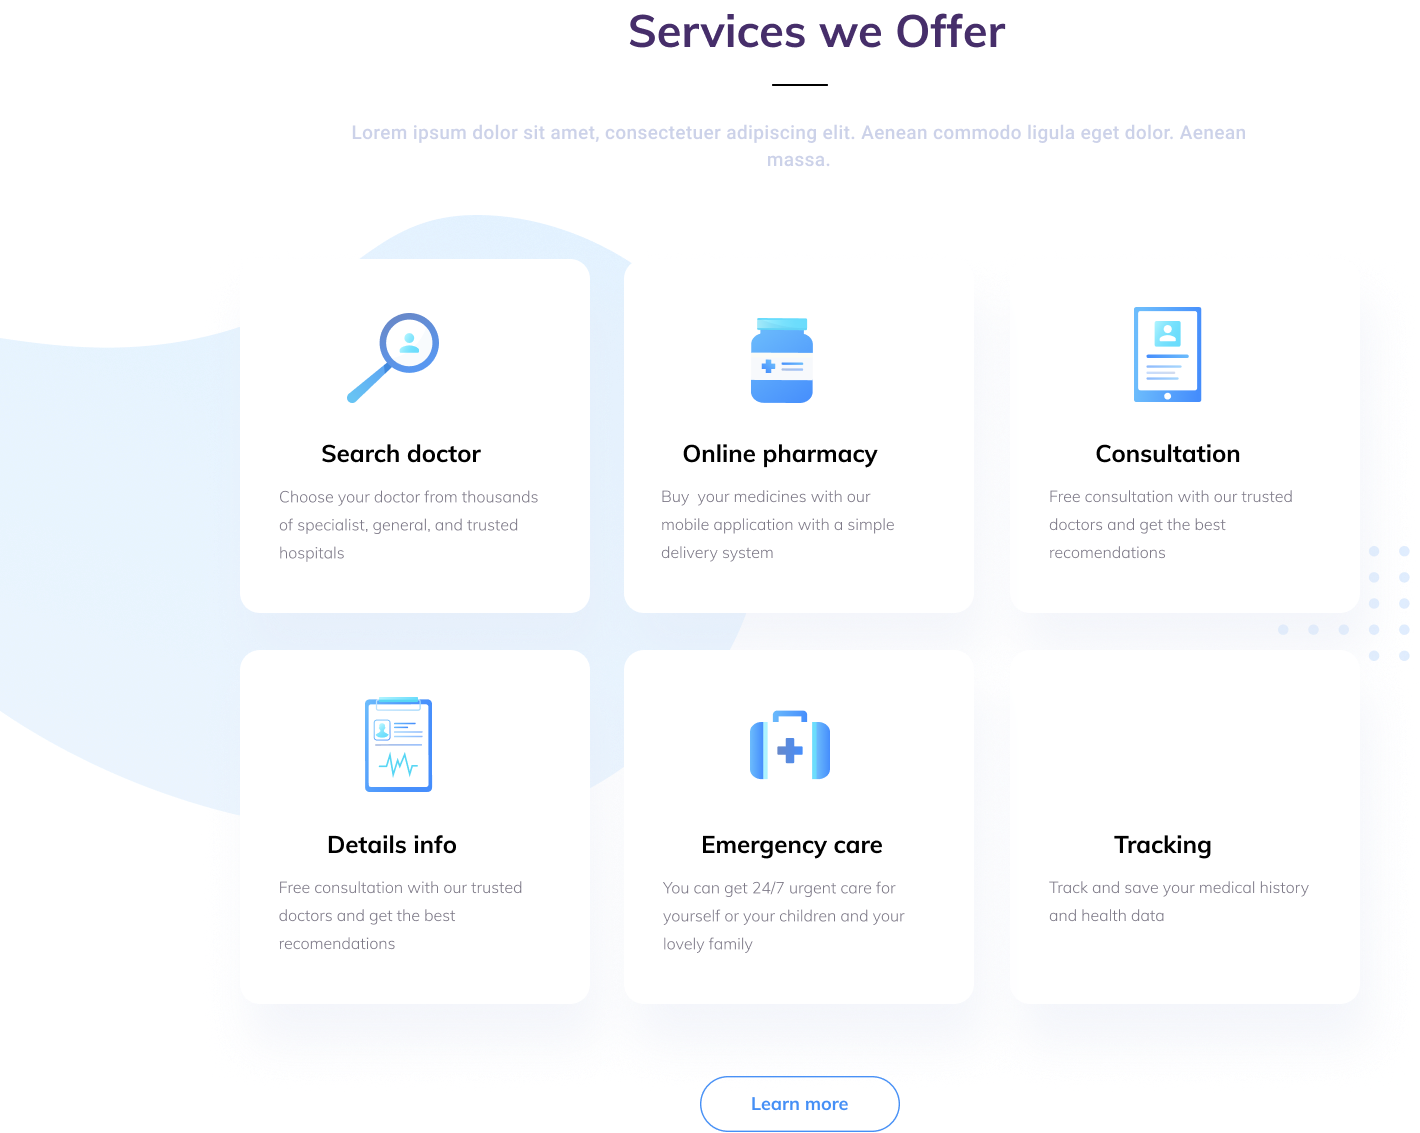 Services we Offer
Lorem ipsum dolor sit amet, consectetuer adipiscing elit. Aenean commodo ligula eget dolor. Aenean
massa.
Search doctor
Choose your doctor from thousands
of specialist, general, and trusted
hospitals
Online pharmacy
Buy  your medicines with our
mobile application with a simple
delivery system
Consultation
Free consultation with our trusted
doctors and get the best
recomendations
Details info
Free consultation with our trusted
doctors and get the best
recomendations
Emergency care
You can get 24/7 urgent care for
yourself or your children and your
lovely family
Tracking
Track and save your medical history
and health data
Learn more